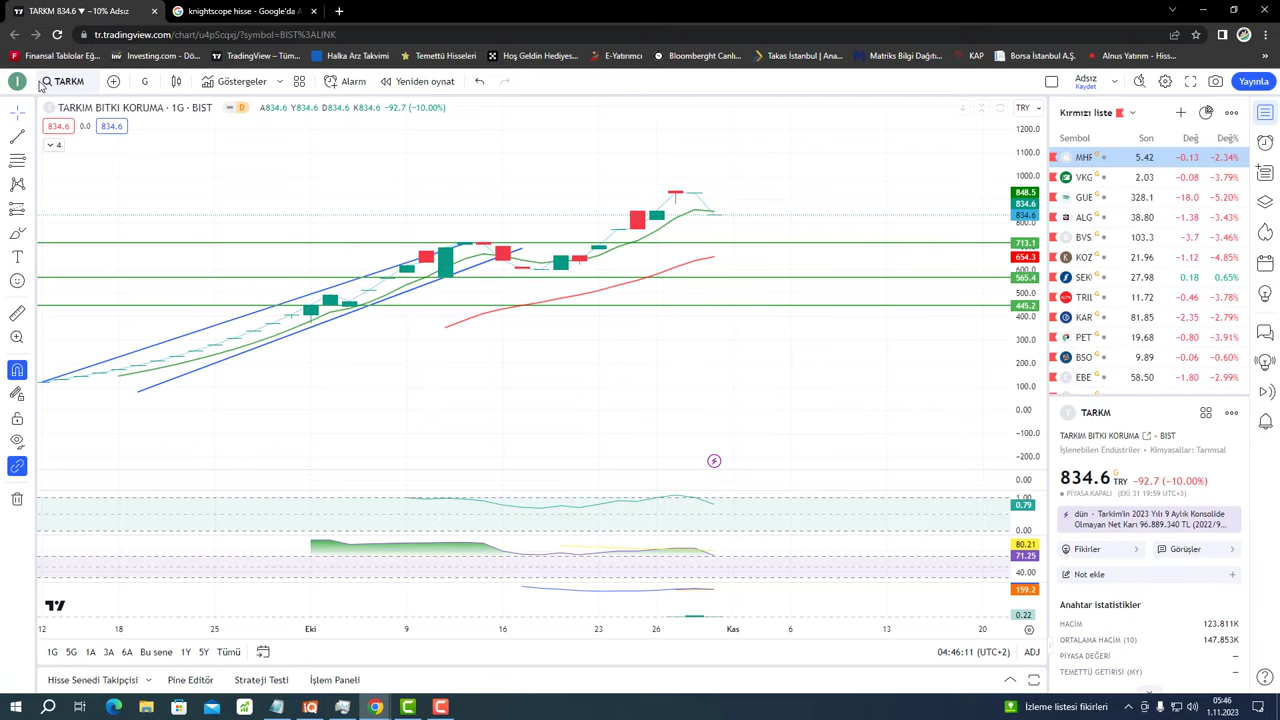 TARKM 834.6 ▼ −10% Adsız
knightscope hisse - Google'da A
tr.tradingview.com/chart/u4pScqxj/?symbol=BIST%3ALINK
Finansal Tablolar Eğ...
Investing.com - Dö...
TradingView – Tüm...
Halka Arz Takvimi
Temettü Hisseleri
Hoş Geldin Hediyes...
E-Yatırımcı
Bloomberght Canlı...
Takas İstanbul | Ana...
Matriks Bilgi Dağıtı...
KAP
Borsa İstanbul A.Ş.
Alnus Yatırım - His...
I
TARKM
G
Göstergeler
Alarm
Yeniden oynat
Adsız
Kaydet
Yayınla
TARKIM BITKI KORUMA · 1G · BIST
D
A834.6 Y834.6 D834.6 K834.6 −92.7 (−10.00%)
TRY
834.6 0.0 834.6
4
1200.0
1100.0
1000.0
848.5
834.6
834.6
713.1
654.3
600.0
565.4
500.0
445.2
400.0
300.0
200.0
100.0
0.00
−100.0
−200.0
0.00
1.00
0.79
0.00
80.21
71.25
40.00
159.2
0.22
12 18 25 Eki 9 16 23 26 Kas 6 13 20
1G 5G 1A 3A 6A Bu sene 1Y 5Y Tümü
04:46:11 (UTC+2) ADJ
Hisse Senedi Takipçisi Pine Editör Strateji Testi İşlem Paneli
Kırmızı liste
Sembol Son Değ Değ%
MHF G 5.42 −0.13 −2.34%
VKG G 2.03 −0.08 −3.79%
GUE G 328.1 −18.0 −5.20%
ALG G 38.80 −1.38 −3.43%
BVS G 103.3 −3.7 −3.46%
KOZ G 21.96 −1.12 −4.85%
SEK G 27.98 0.18 0.65%
TRIL G 11.72 −0.46 −3.78%
KAR G 81.85 −2.35 −2.79%
PET G 19.68 −0.80 −3.91%
BSO G 9.89 −0.06 −0.60%
EBE G 58.50 −1.80 −2.99%
TARKM
TARKIM BITKI KORUMA · BIST
İşlenebilen Endüstriler · Kimyasallar: Tarımsal
834.6 G TRY −92.7 (−10.00%)
PİYASA KAPALI (EKİ 31 19:59 UTC+3)
dün · Tarkim'in 2023 Yılı 9 Aylık Konsolide
Olmayan Net Karı 96.889.340 TL (2022/9...
Fikirler
Görüşler
Not ekle
Anahtar istatistikler
HACİM 123.811K
ORTALAMA HACİM (10) 147.853K
PİYASA DEĞERİ —
TEMETTÜ GETİRİSİ (MY) —
İzleme listesi fikirleri
05:46
1.11.2023